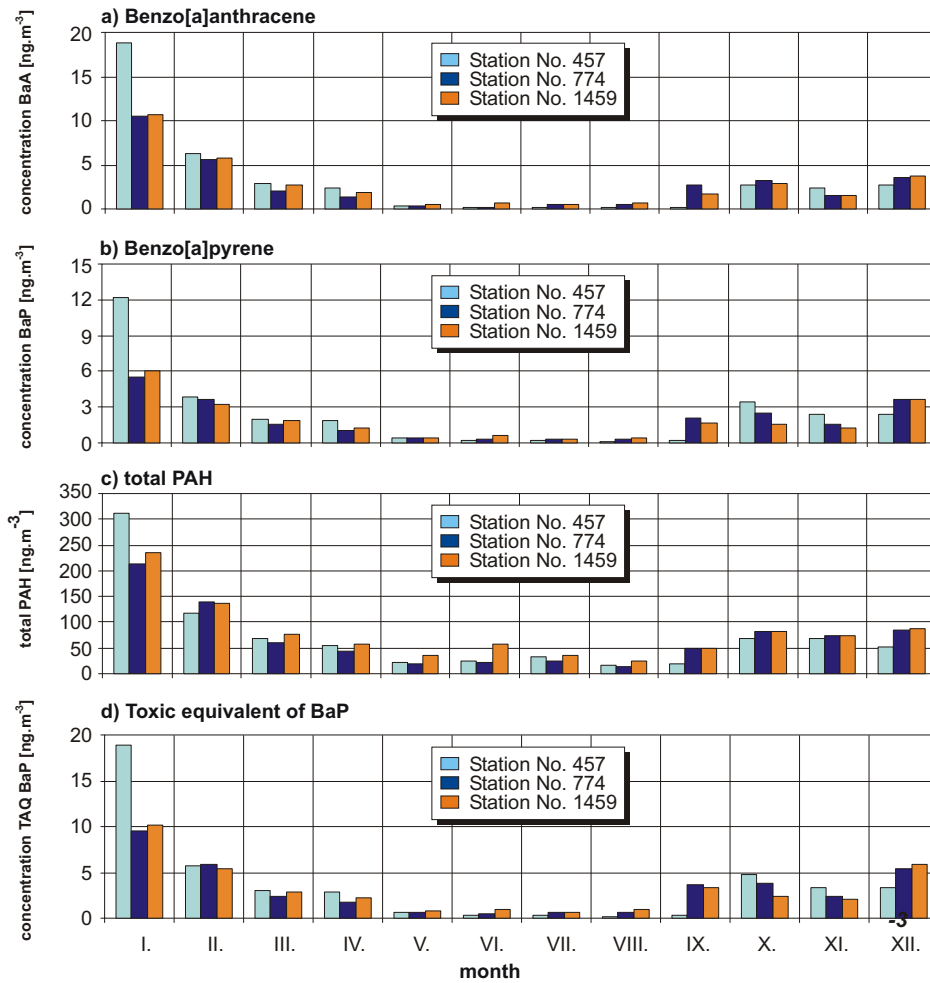 a) Benzo[a]anthracene
concentration BaA [ng.m-3]
20
15
10
5
0
Station No. 457
Station No. 774
Station No. 1459
b) Benzo[a]pyrene
concentration BaP [ng.m-3]
15
12
9
6
3
0
Station No. 457
Station No. 774
Station No. 1459
c) total PAH
total PAH [ng.m-3]
350
300
250
200
150
100
50
0
Station No. 457
Station No. 774
Station No. 1459
d) Toxic equivalent of BaP
concentration TAQ BaP [ng.m-3]
20
15
10
5
0
Station No. 457
Station No. 774
Station No. 1459
-3
I. II. III. IV. V. VI. VII. VIII. IX. X. XI. XII.
month